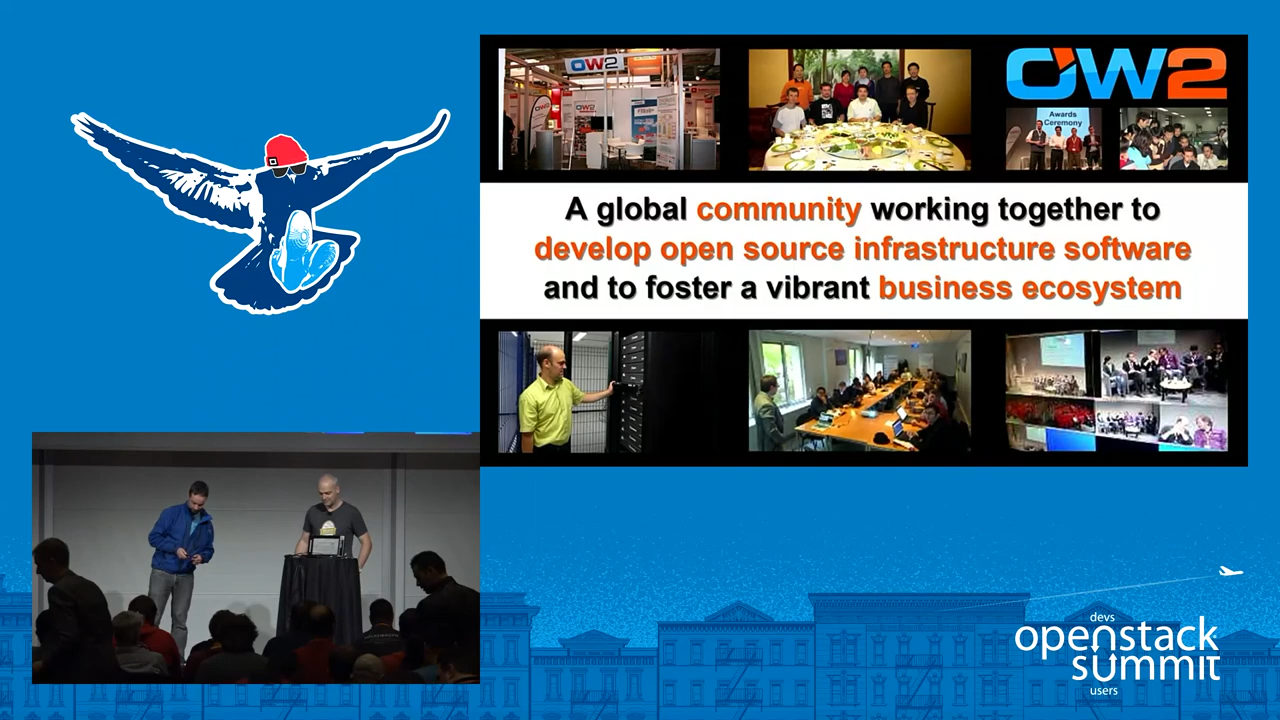 OW2
OW2
Awards
Ceremony
A global community working together to
develop open source infrastructure software
and to foster a vibrant business ecosystem
devs
openstack
summit
users